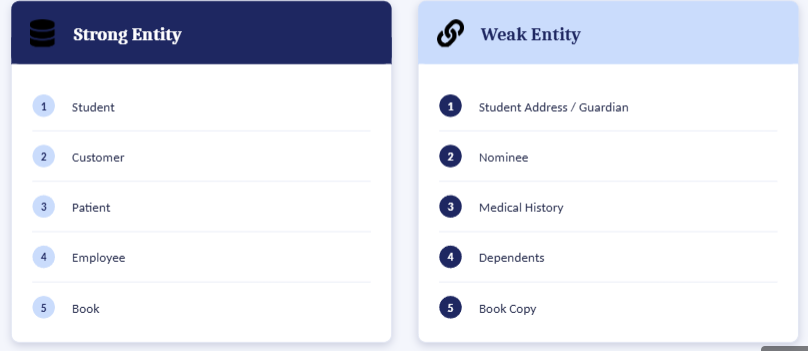 Strong Entity
1 Student
2 Customer
3 Patient
4 Employee
5 Book
Weak Entity
1 Student Address / Guardian
2 Nominee
3 Medical History
4 Dependents
5 Book Copy